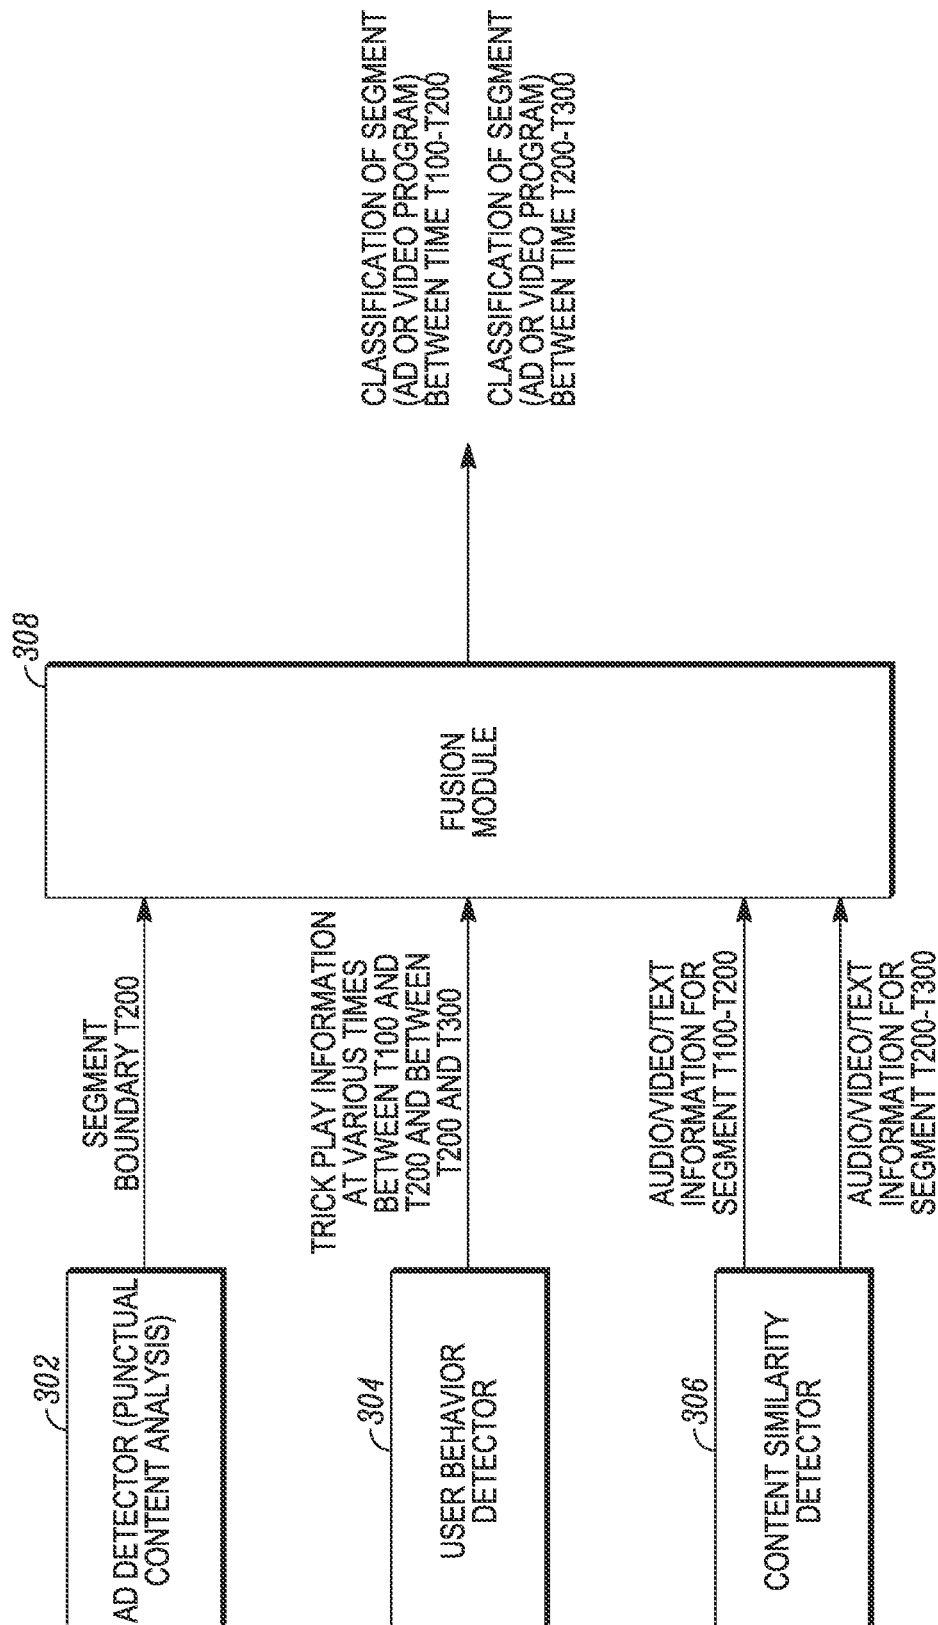 302
AD DETECTOR (PUNCTUAL
CONTENT ANALYSIS)
SEGMENT
BOUNDARY T200
304
USER BEHAVIOR
DETECTOR
TRICK PLAY INFORMATION
AT VARIOUS TIMES
BETWEEN T100 AND
T200 AND BETWEEN
T200 AND T300
306
CONTENT SIMILARITY
DETECTOR
AUDIO/VIDEO/TEXT
INFORMATION FOR
SEGMENT T100-T200
AUDIO/VIDEO/TEXT
INFORMATION FOR
SEGMENT T200-T300
308
FUSION
MODULE
CLASSIFICATION OF SEGMENT
(AD OR VIDEO PROGRAM)
BETWEEN TIME T100-T200
CLASSIFICATION OF SEGMENT
(AD OR VIDEO PROGRAM)
BETWEEN TIME T200-T300